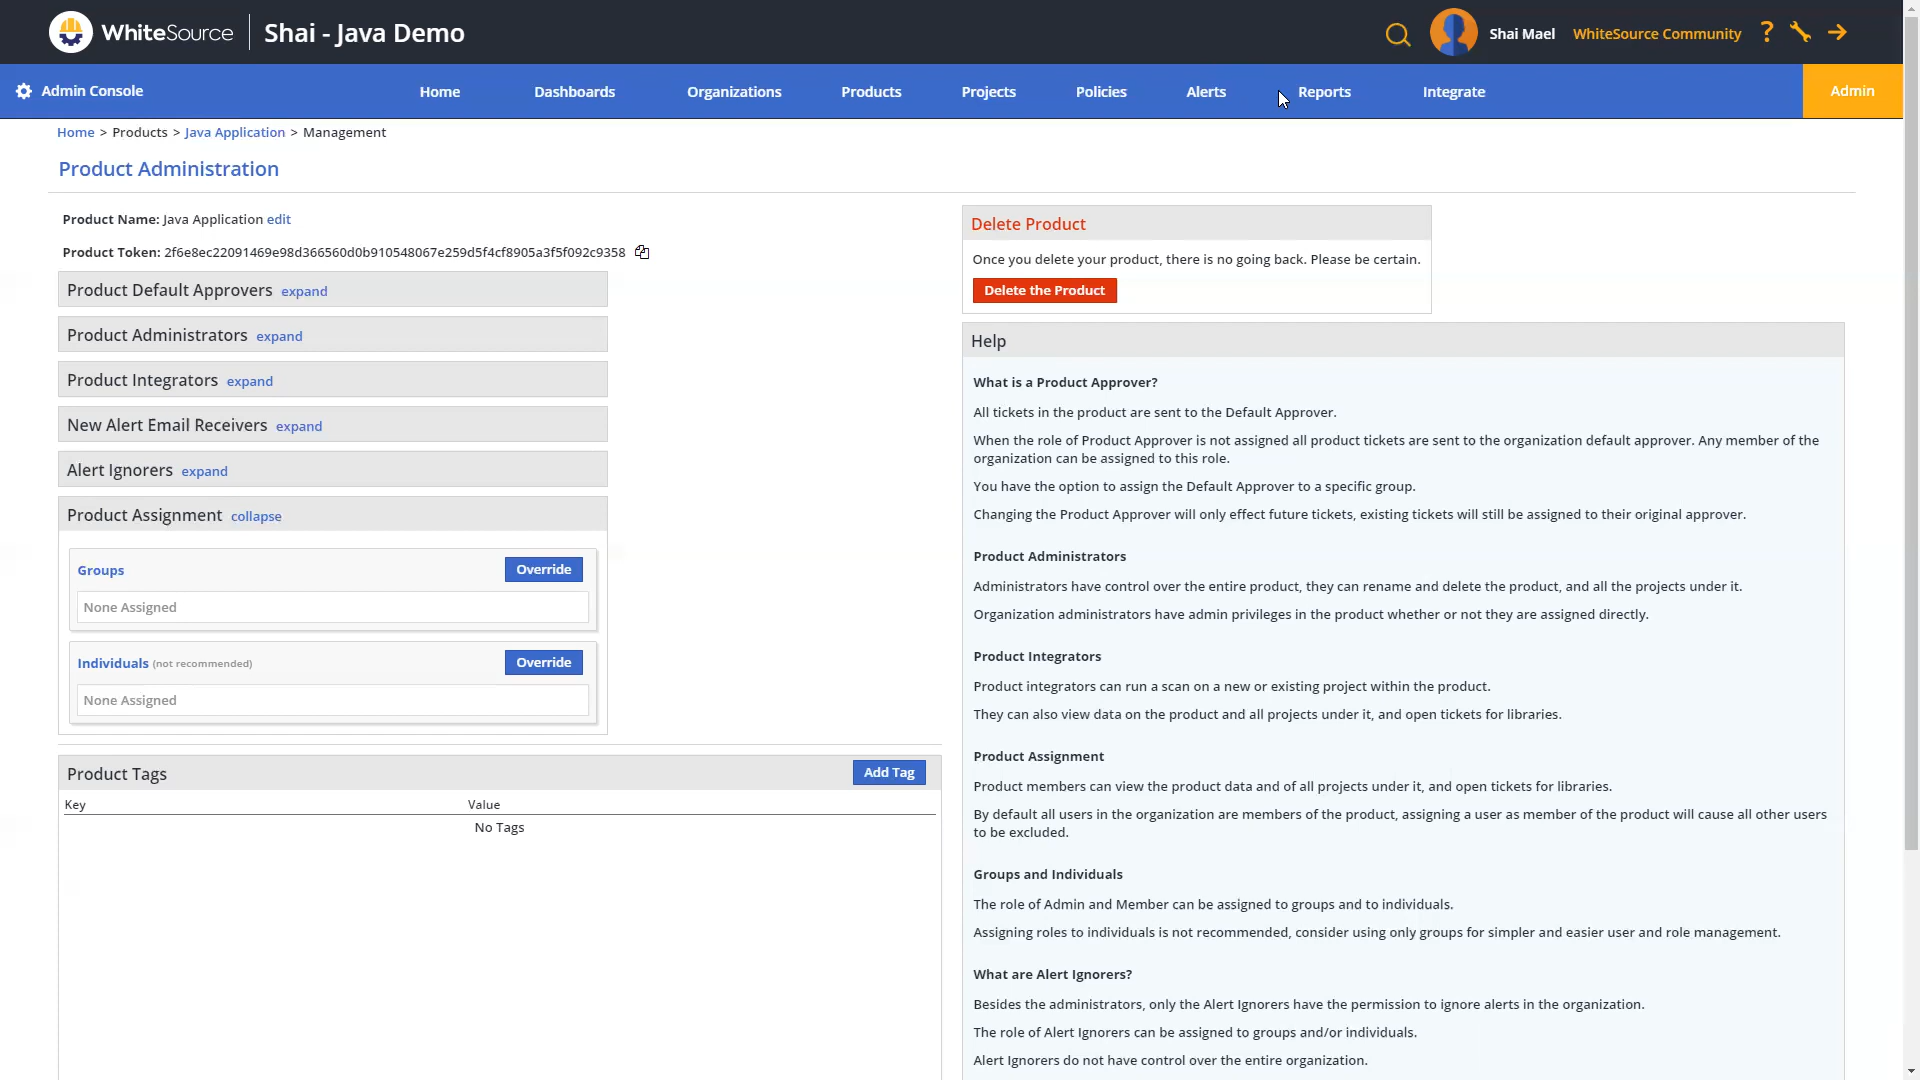 WhiteSource
Shai - Java Demo
Shai Mael
WhiteSource Community
?
Admin Console
Home
Dashboards
Organizations
Products
Projects
Policies
Alerts
Reports
Integrate
Admin
Home > Products > Java Application > Management
Product Administration
Product Name: Java Application edit
Product Token: 2f6e8ec22091469e98d366560d0b910548067e259d5f4cf8905a3f5f092c9358
Product Default Approvers expand
Product Administrators expand
Product Integrators expand
New Alert Email Receivers expand
Alert Ignorers expand
Product Assignment collapse
Groups
Override
None Assigned
Individuals (not recommended)
Override
None Assigned
Product Tags
Add Tag
Key
Value
No Tags
Delete Product
Once you delete your product, there is no going back. Please be certain.
Delete the Product
Help
What is a Product Approver?
All tickets in the product are sent to the Default Approver.
When the role of Product Approver is not assigned all product tickets are sent to the organization default approver. Any member of the
organization can be assigned to this role.
You have the option to assign the Default Approver to a specific group.
Changing the Product Approver will only effect future tickets, existing tickets will still be assigned to their original approver.
Product Administrators
Administrators have control over the entire product, they can rename and delete the product, and all the projects under it.
Organization administrators have admin privileges in the product whether or not they are assigned directly.
Product Integrators
Product integrators can run a scan on a new or existing project within the product.
They can also view data on the product and all projects under it, and open tickets for libraries.
Product Assignment
Product members can view the product data and of all projects under it, and open tickets for libraries.
By default all users in the organization are members of the product, assigning a user as member of the product will cause all other users
to be excluded.
Groups and Individuals
The role of Admin and Member can be assigned to groups and to individuals.
Assigning roles to individuals is not recommended, consider using only groups for simpler and easier user and role management.
What are Alert Ignorers?
Besides the administrators, only the Alert Ignorers have the permission to ignore alerts in the organization.
The role of Alert Ignorers can be assigned to groups and/or individuals.
Alert Ignorers do not have control over the entire organization.